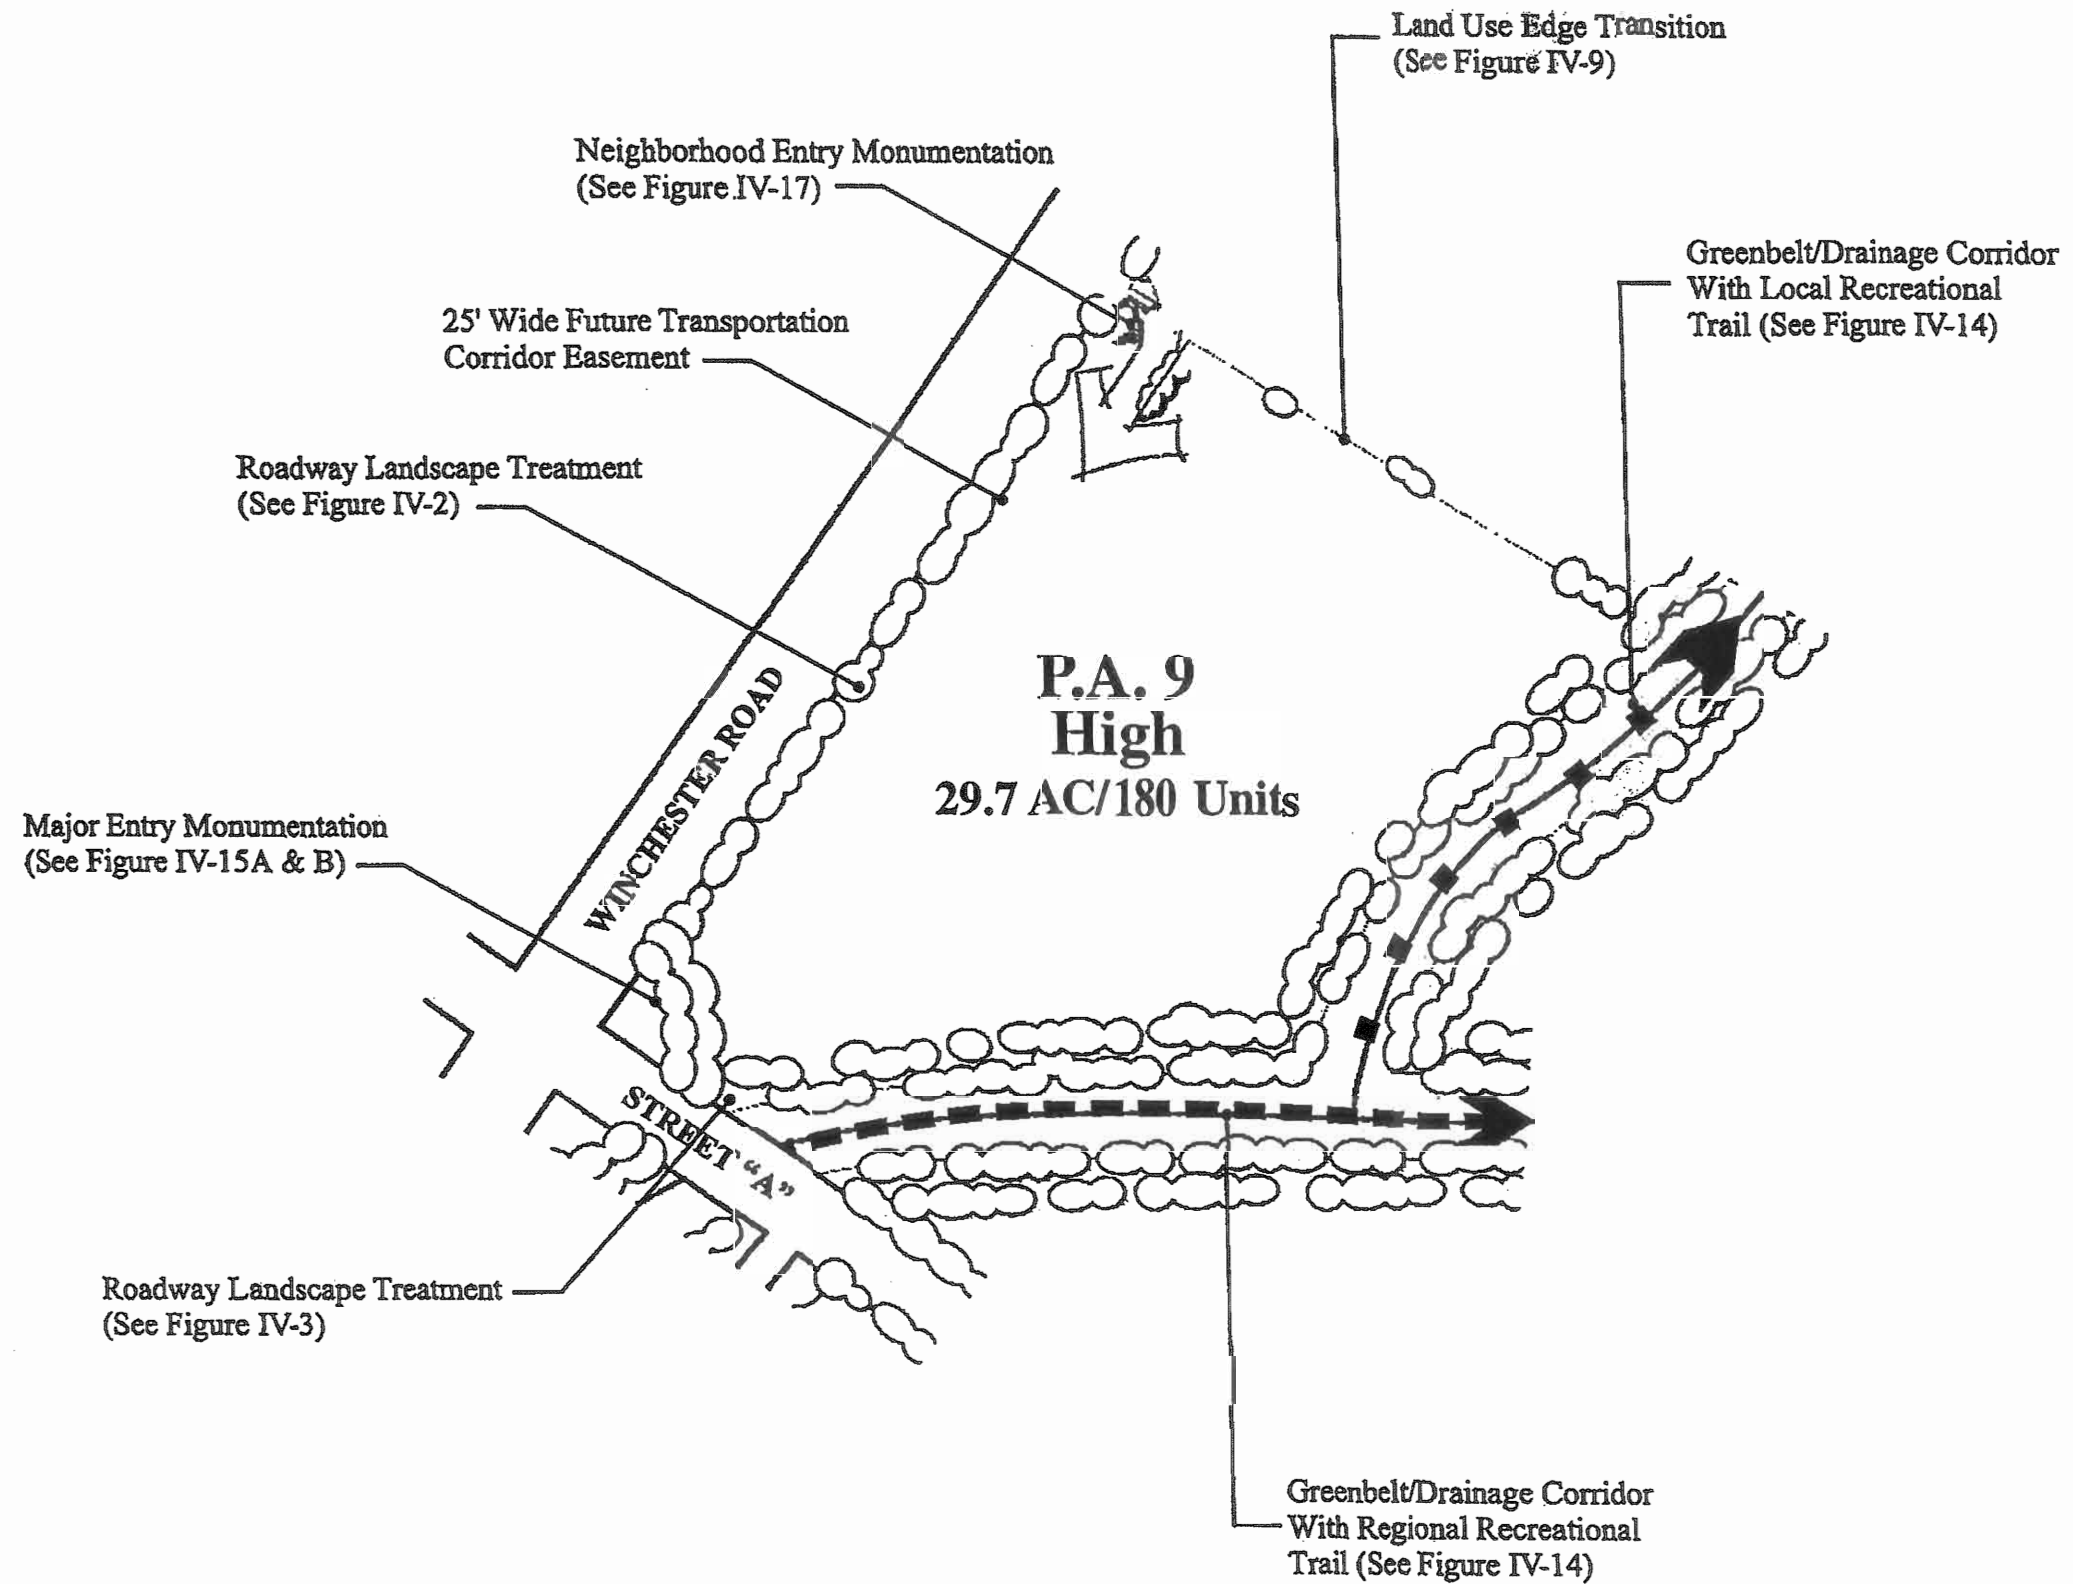 Land Use Edge Transition
(See Figure IV-9)
Neighborhood Entry Monumentation
(See Figure IV-17)
Greenbelt/Drainage Corridor
With Local Recreational
Trail (See Figure IV-14)
25' Wide Future Transportation
Corridor Easement
Roadway Landscape Treatment
(See Figure IV-2)
P.A. 9
High
29.7 AC/180 Units
WINCHESTER ROAD
Major Entry Monumentation
(See Figure IV-15A & B)
STREET “A”
Roadway Landscape Treatment
(See Figure IV-3)
Greenbelt/Drainage Corridor
With Regional Recreational
Trail (See Figure IV-14)